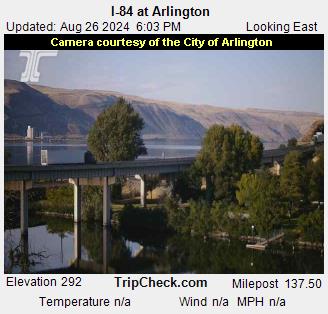 I-84 at Arlington
Updated: Aug 26 2024 6:03 PM Looking East
Camera courtesy of the City of Arlington
Elevation 292 TripCheck.com Milepost 137.50
Temperature n/a Wind n/a MPH n/a